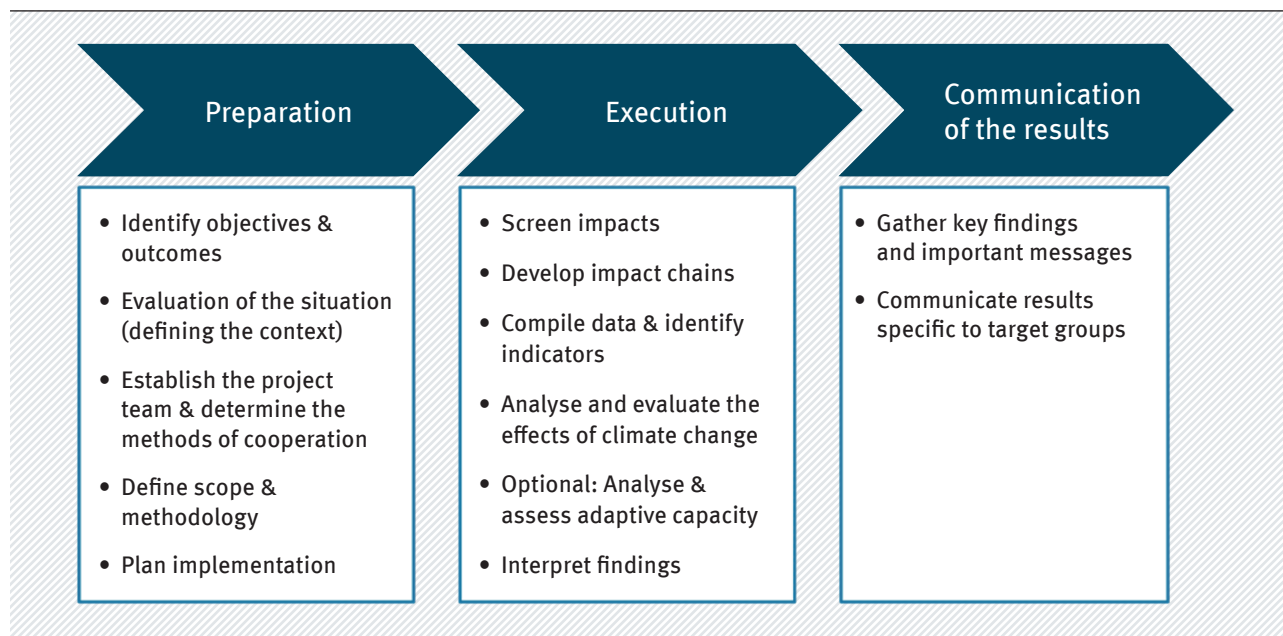 Preparation
Execution
Communication
of the results
• Identify objectives &
outcomes
• Evaluation of the situation
(defining the context)
• Establish the project
team & determine the
methods of cooperation
• Define scope &
methodology
• Plan implementation
• Screen impacts
• Develop impact chains
• Compile data & identify
indicators
• Analyse and evaluate the
effects of climate change
• Optional: Analyse &
assess adaptive capacity
• Interpret findings
• Gather key findings
and important messages
• Communicate results
specific to target groups